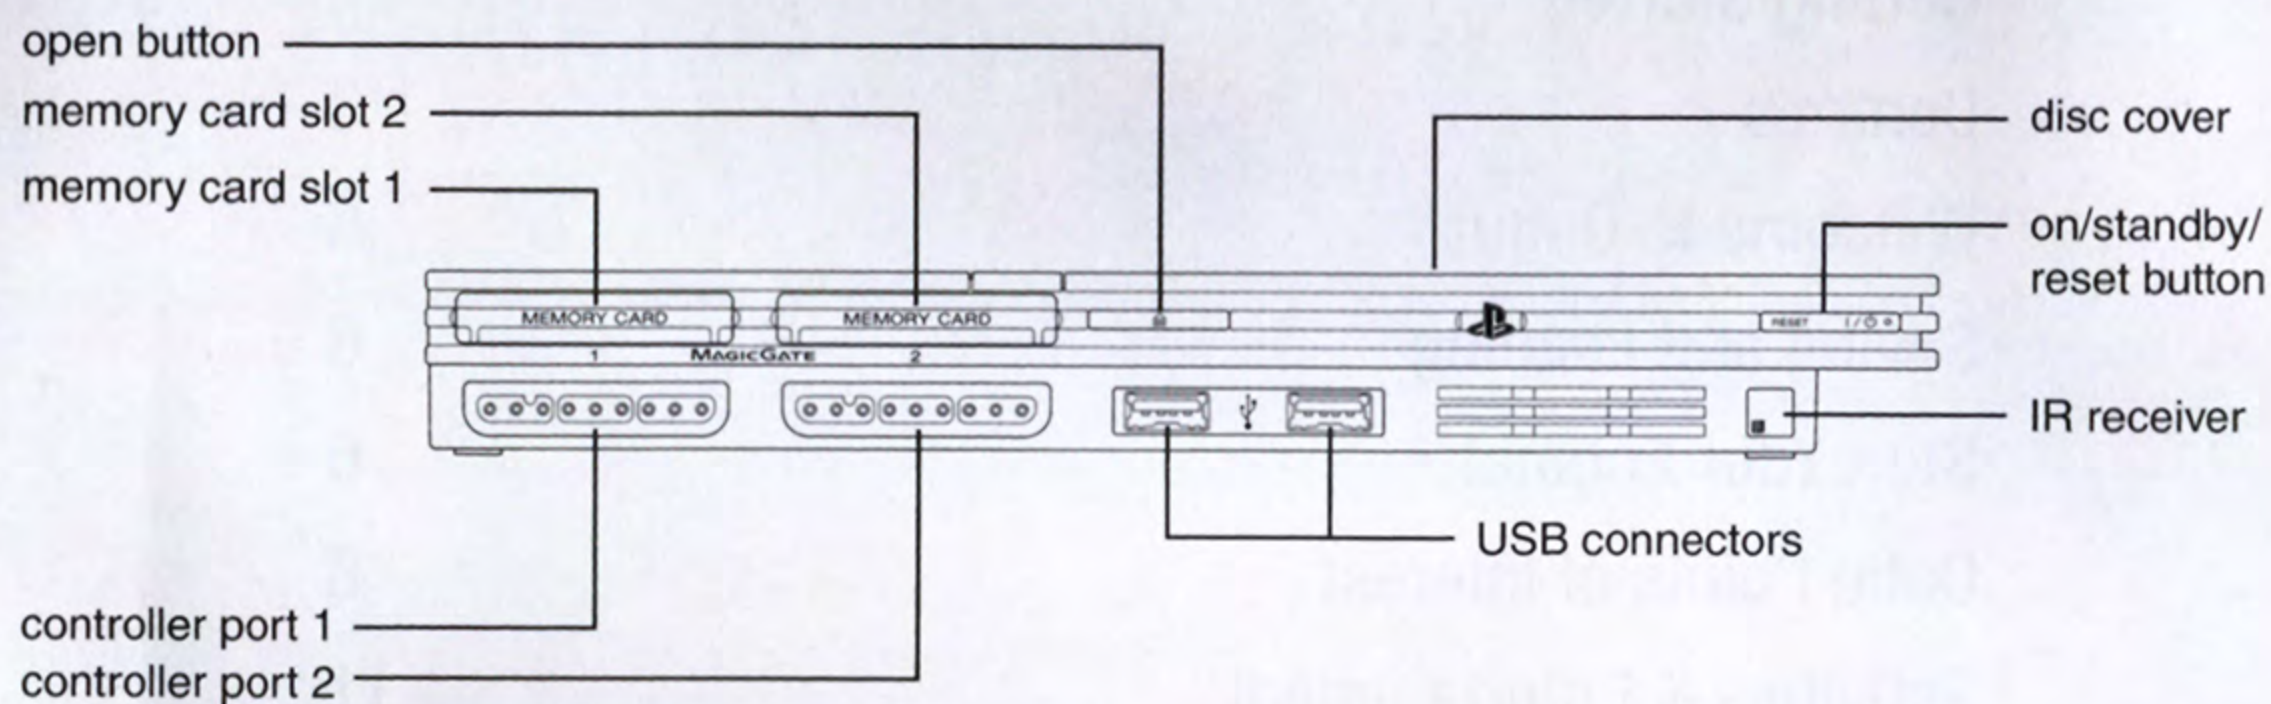 open button
memory card slot 2
memory card slot 1
disc cover
on/standby/
reset button
MEMORY CARD
MEMORY CARD
RESET
1
MAGICGATE
2
IR receiver
USB connectors
controller port 1
controller port 2